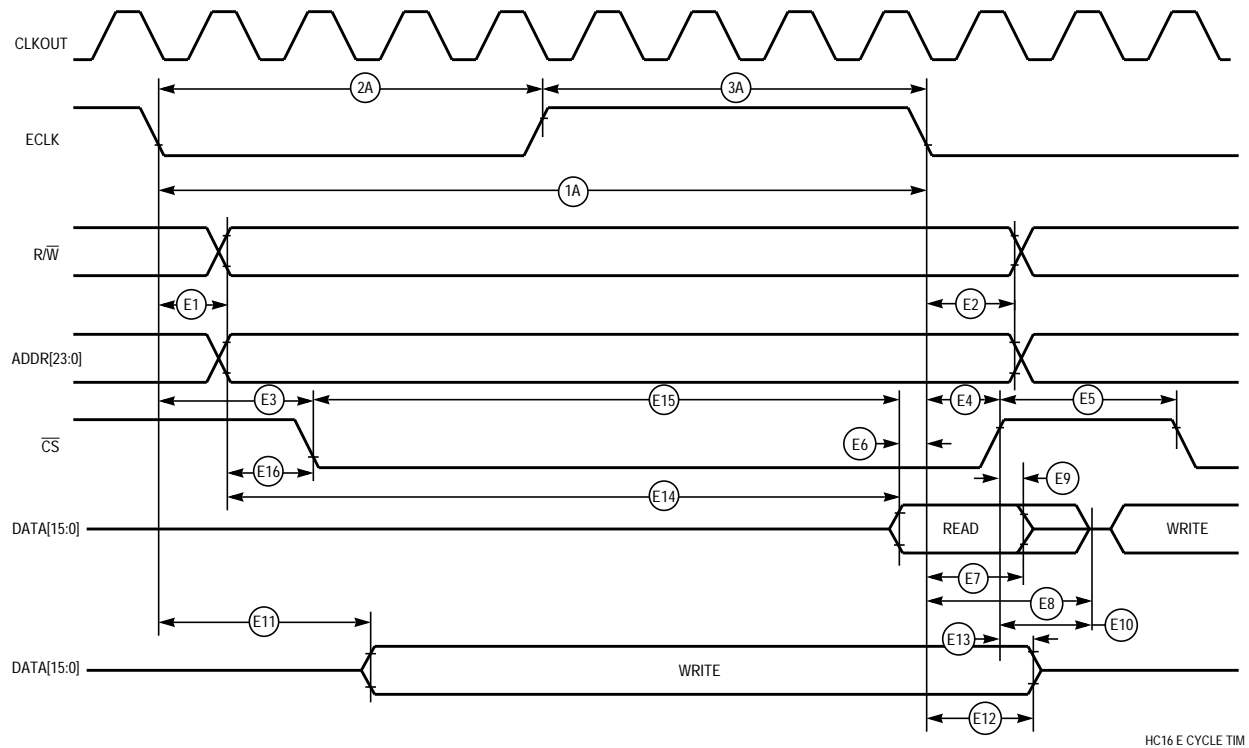 CLKOUT
2A
3A
ECLK
1A
R/W̅
E1
E2
ADDR[23:0]
E3
E15
E4
E5
C̅S̅
E6
E16
E9
E14
DATA[15:0]
READ
WRITE
E7
E8
E11
E13
E10
DATA[15:0]
WRITE
E12
HC16 E CYCLE TIM